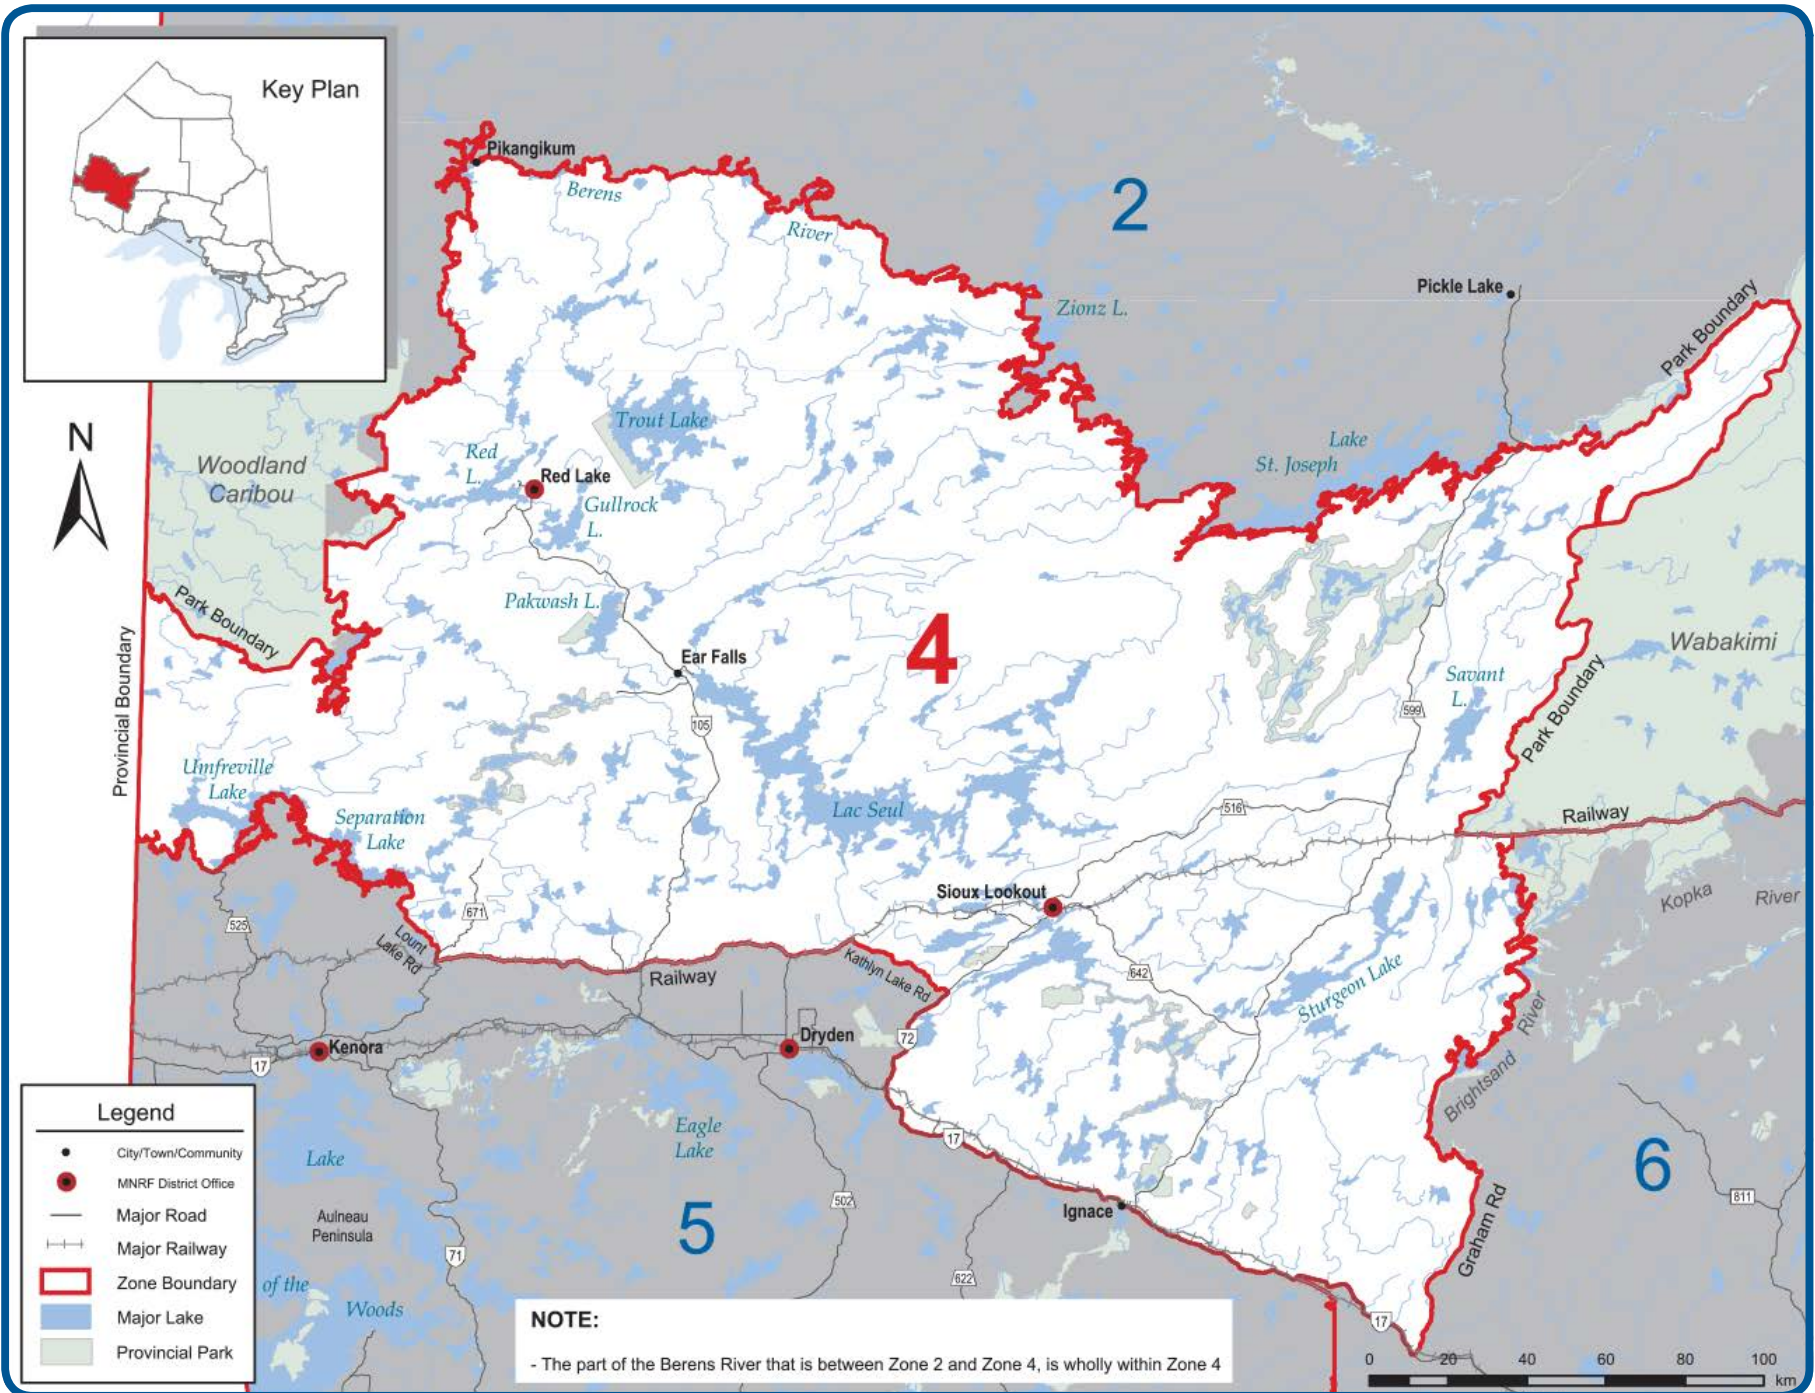 Key Plan
Pikangikum
Berens
River
2
Zionz L.
Pickle Lake
Park Boundary
N
Woodland
Caribou
Trout Lake
Red
L.
Red Lake
Gullrock
L.
Lake
St. Joseph
Park Boundary
Pakwash L.
4
Ear Falls
Wabakimi
Savant
L.
Park Boundary
Provincial Boundary
105
599
Umfreville
Lake
Separation
Lake
Lac Seul
516
Railway
Sioux Lookout
Kopka
River
671
525
Lount
Lake Rd
Railway
Kathlyn Lake Rd
642
Sturgeon Lake
Brightsand
River
Kenora
17
Dryden
72
Legend
City/Town/Community
MNRF District Office
Major Road
Major Railway
Zone Boundary
Major Lake
Provincial Park
Eagle
Lake
17
Lake
of the
Woods
Aulneau
Peninsula
71
5
502
Ignace
622
6
811
Graham Rd
17
NOTE:
- The part of the Berens River that is between Zone 2 and Zone 4, is wholly within Zone 4
0 20 40 60 80 100
km